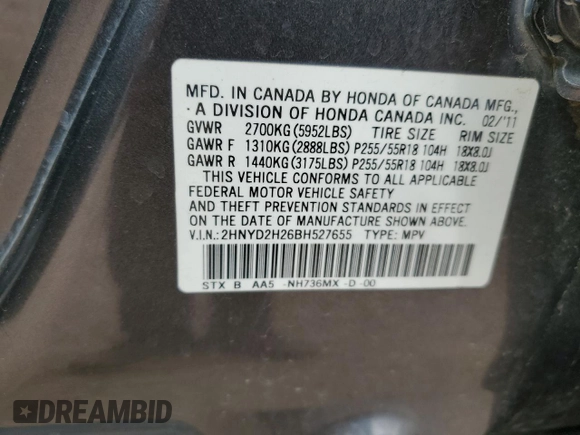 MFD. IN CANADA BY HONDA OF CANADA MFG.,
· A DIVISION OF HONDA CANADA INC. 02/'11
GVWR 2700KG(5952LBS) TIRE SIZE RIM SIZE
GAWR F 1310KG(2888LBS) P255/55R18 104H 18X8.0J
GAWR R 1440KG(3175LBS) P255/55R18 104H 18X8.0J
THIS VEHICLE CONFORMS TO ALL APPLICABLE
FEDERAL MOTOR VEHICLE SAFETY
AND THEFT PREVENTION STANDARDS IN EFFECT
ON THE DATE OF MANUFACTURE SHOWN ABOVE.
V.I.N.:2HNYD2H26BH527655 TYPE: MPV
STX B AA5 -NH736MX -D -00
DREAMBID